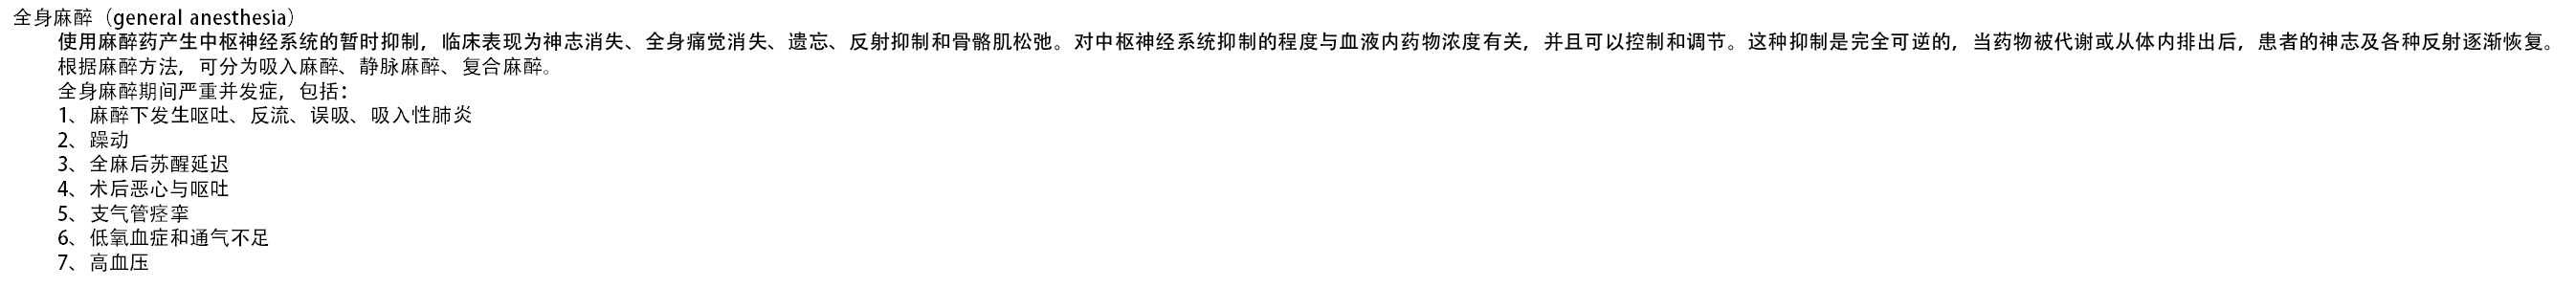 全身麻醉（general anesthesia）
使用麻醉药产生中枢神经系统的暂时抑制，临床表现为神志消失、全身痛觉消失、遗忘、反射抑制和骨骼肌松弛。对中枢神经系统抑制的程度与血液内药物浓度有关，并且可以控制和调节。这种抑制是完全可逆的，当药物被代谢或从体内排出后，患者的神志及各种反射逐渐恢复。
根据麻醉方法，可分为吸入麻醉、静脉麻醉、复合麻醉。
全身麻醉期间严重并发症，包括：
1、麻醉下发生呕吐、反流、误吸、吸入性肺炎
2、躁动
3、全麻后苏醒延迟
4、术后恶心与呕吐
5、支气管痉挛
6、低氧血症和通气不足
7、高血压